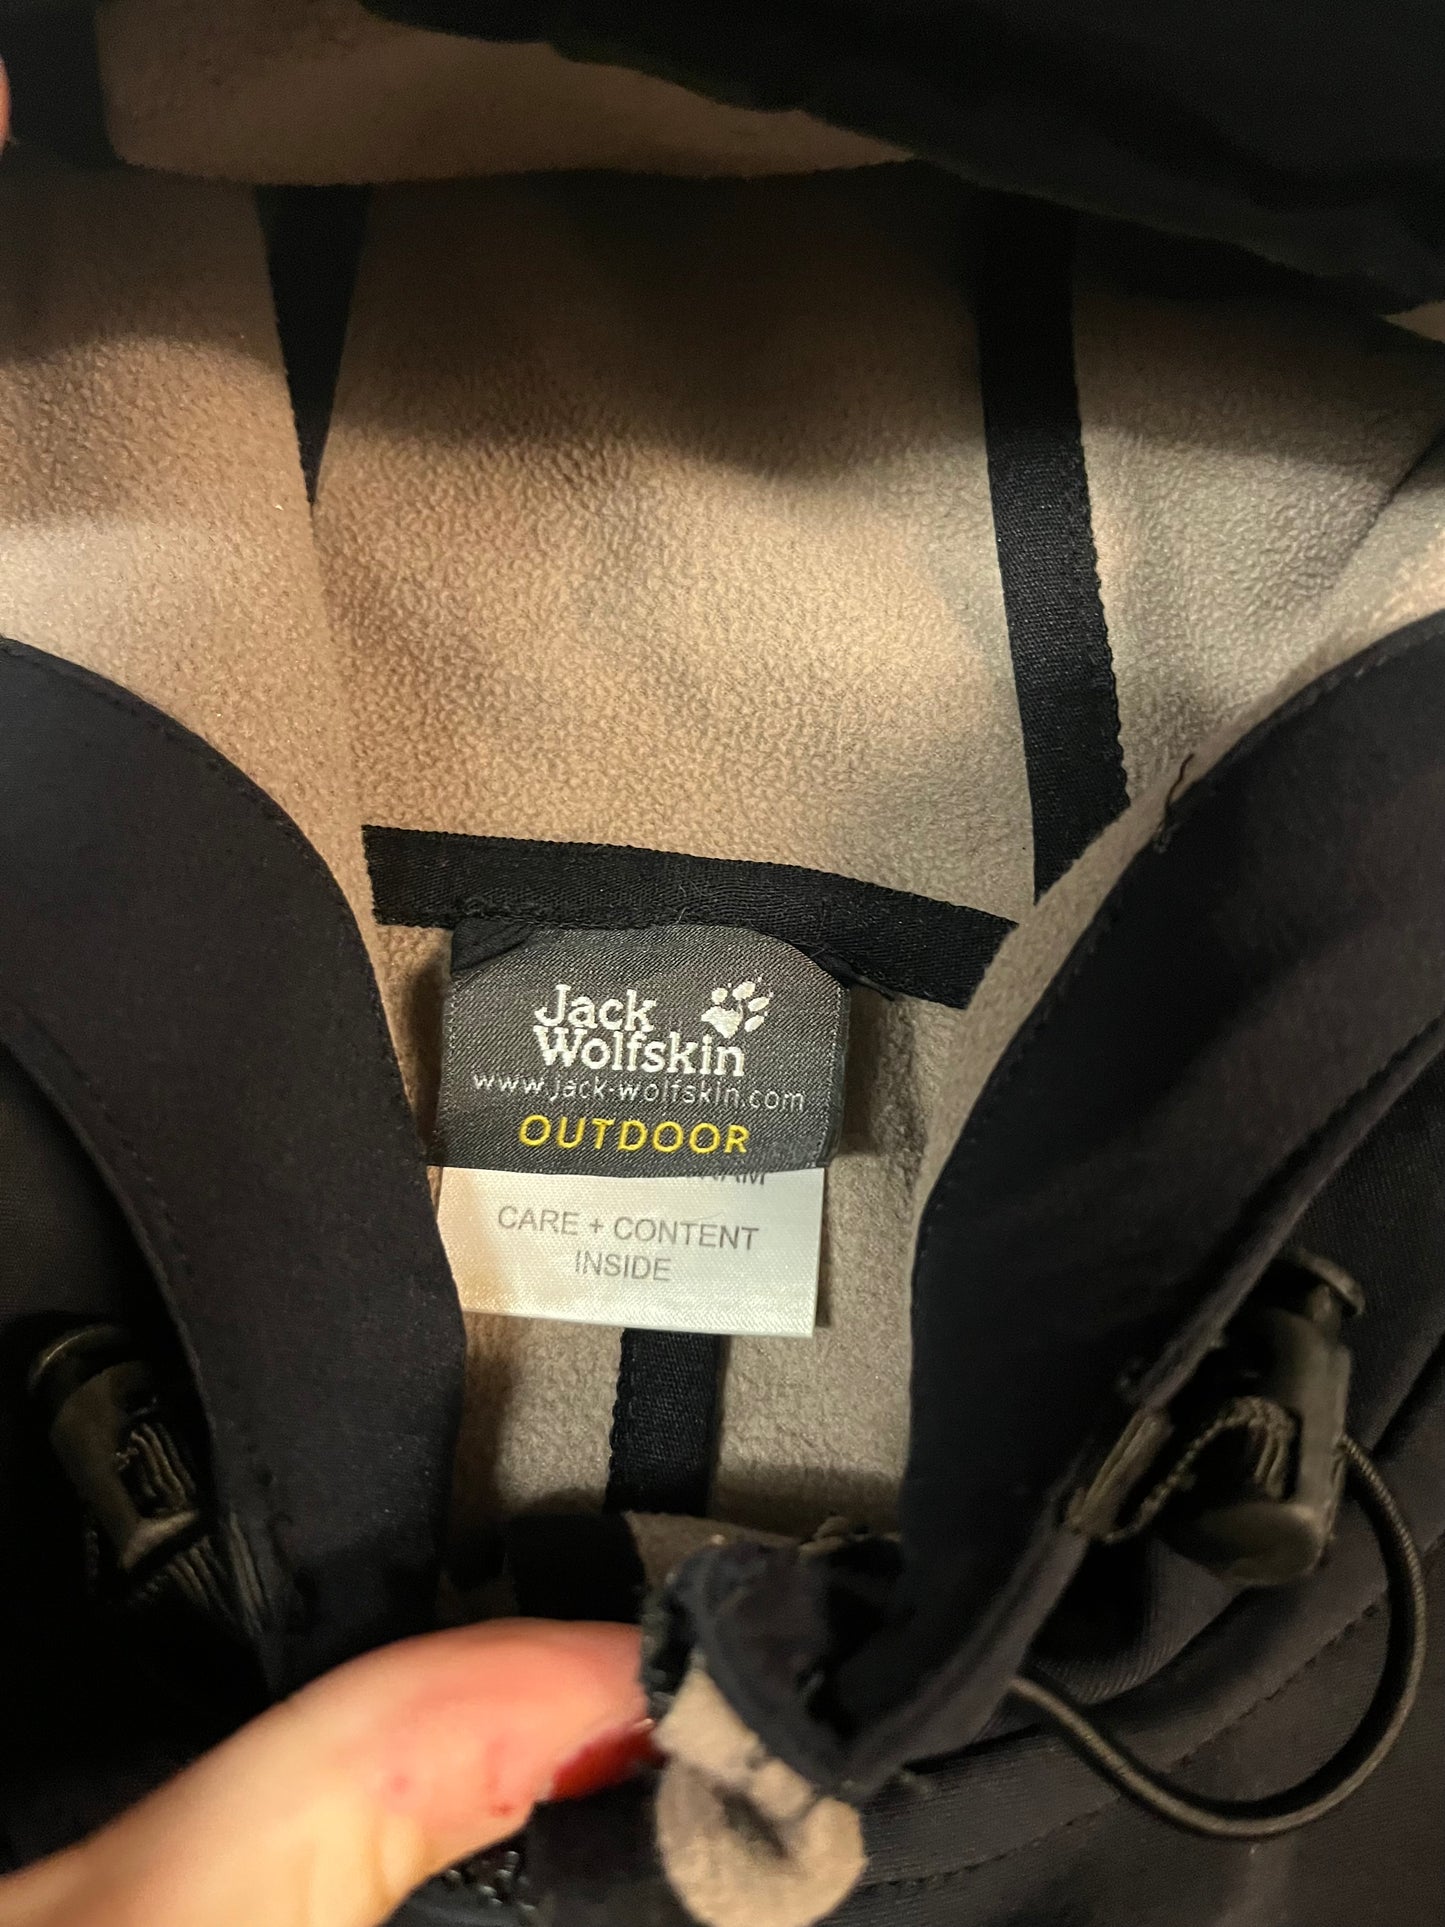 Jack
Wolfskin
www.jack-wolfskin.com
OUTDOOR
CARE + CONTENT
INSIDE